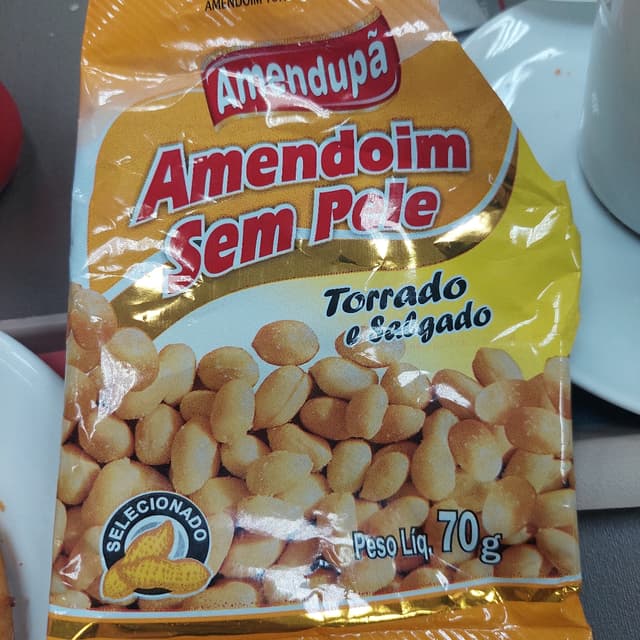 Amendupã
Amendoim
Sem Pele
Torrado
e Salgado
SELECIONADO
Peso Líq. 70g